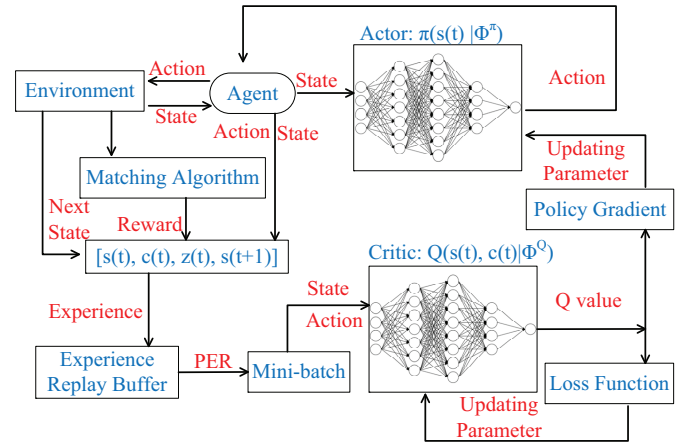 Actor: π(s(t) |Φ^π)
Action
Environment
Agent
State
Action
State
Action
State
Updating
Parameter
Matching Algorithm
Next
State
Reward
Policy Gradient
[s(t), c(t), z(t), s(t+1)]
Critic: Q(s(t), c(t)|Φ^Q)
State
Action
Q value
Experience
Experience
Replay Buffer
PER
Mini-batch
Loss Function
Updating
Parameter